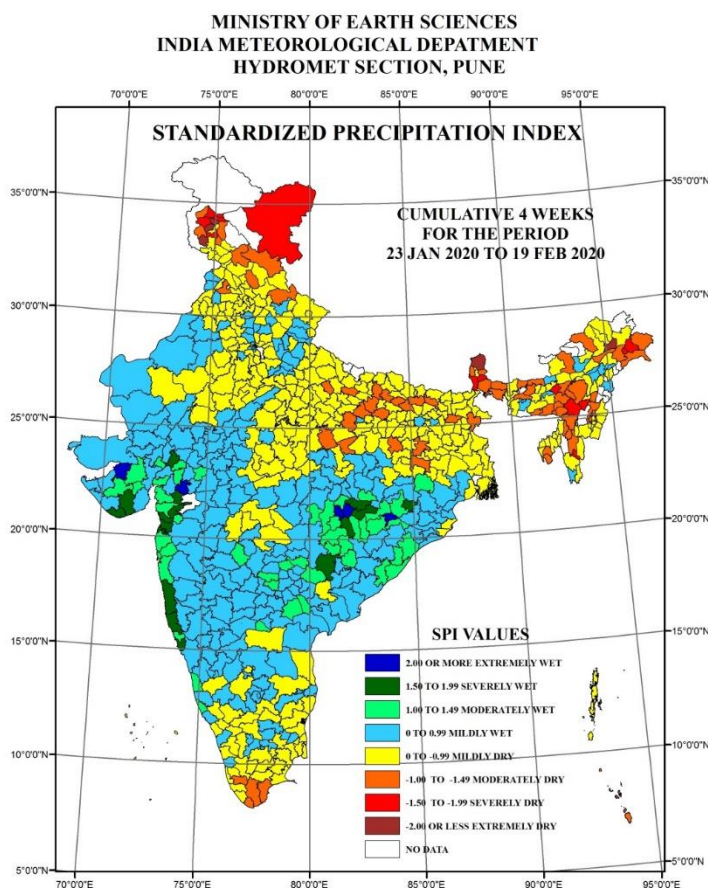 MINISTRY OF EARTH SCIENCES
INDIA METEOROLOGICAL DEPATMENT
HYDROMET SECTION, PUNE
70°0'0"E 75°0'0"E 80°0'0"E 85°0'0"E 90°0'0"E 95°0'0"E
STANDARDIZED PRECIPITATION INDEX
35°0'0"N 35°0'0"N
CUMULATIVE 4 WEEKS
FOR THE PERIOD
23 JAN 2020 TO 19 FEB 2020
30°0'0"N 30°0'0"N
25°0'0"N 25°0'0"N
20°0'0"N 20°0'0"N
15°0'0"N 15°0'0"N
SPI VALUES
2.00 OR MORE EXTREMELY WET
1.50 TO 1.99 SEVERELY WET
1.00 TO 1.49 MODERATELY WET
0 TO 0.99 MILDLY WET
0 TO -0.99 MILDLY DRY
10°0'0"N 10°0'0"N
-1.00 TO -1.49 MODERATELY DRY
-1.50 TO -1.99 SEVERELY DRY
-2.00 OR LESS EXTREMELY DRY
NO DATA
5°0'0"N 5°0'0"N
70°0'0"E 75°0'0"E 80°0'0"E 85°0'0"E 90°0'0"E 95°0'0"E